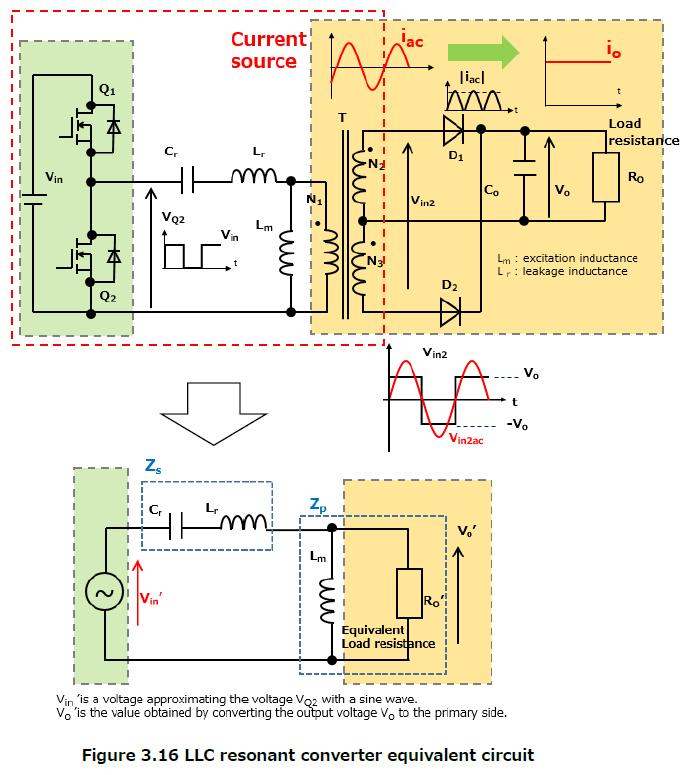 Current
source
iac
io
t
|iac|
t
Q1
T
Load
resistance
Cr
Lr
D1
N2
Vin
VQ2
Vin
t
Lm
N1
Vin2
Co
Vo
Ro
N3
Lm : excitation inductance
Lr : leakage inductance
Q2
D2
Vin2
Vo
t
-Vo
Vin2ac
Zs
Cr
Lr
Zp
Vo′
Lm
Vin′
Ro′
Equivalent
Load resistance
Vin ′is a voltage approximating the voltage VQ2 with a sine wave.
Vo ′is the value obtained by converting the output voltage Vo to the primary side.
Figure 3.16 LLC resonant converter equivalent circuit